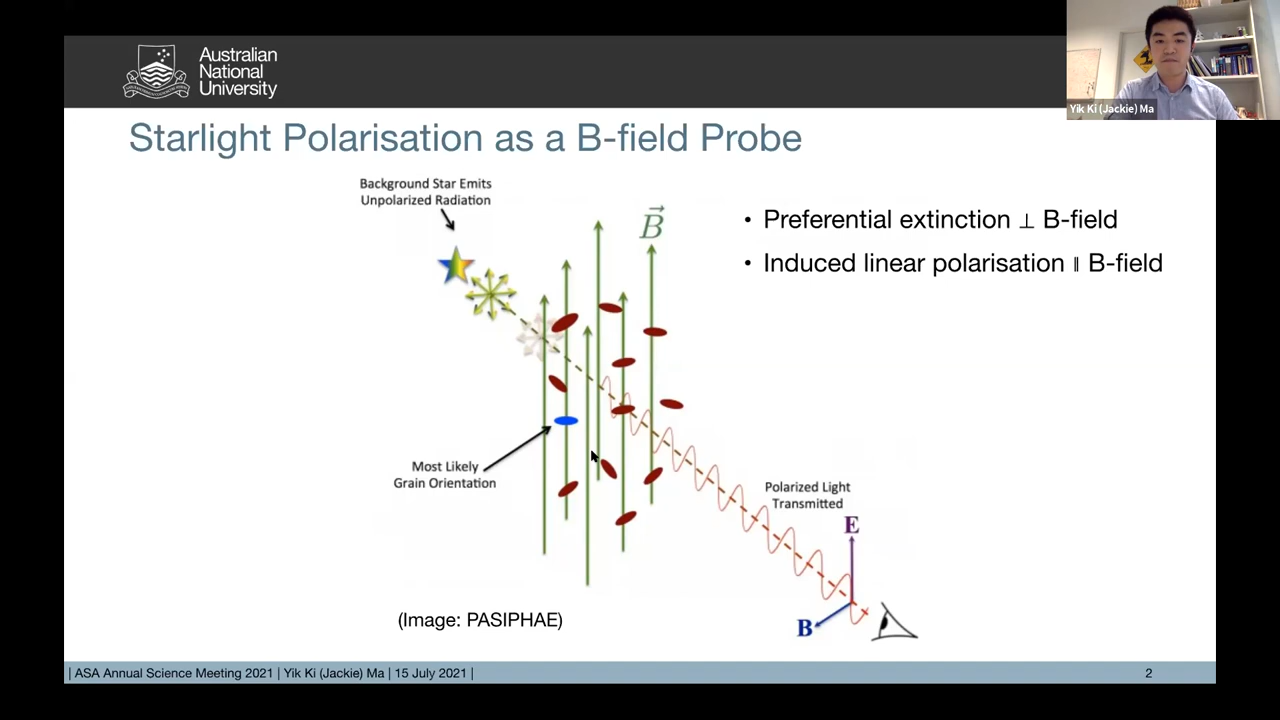 Australian
National
University
Yik Ki (Jackie) Ma
Starlight Polarisation as a B-field Probe
Background Star Emits
Unpolarized Radiation
B
• Preferential extinction ⊥ B-field
• Induced linear polarisation ∥ B-field
Most Likely
Grain Orientation
Polarized Light
Transmitted
E
B
(Image: PASIPHAE)
| ASA Annual Science Meeting 2021 | Yik Ki (Jackie) Ma | 15 July 2021 |
2